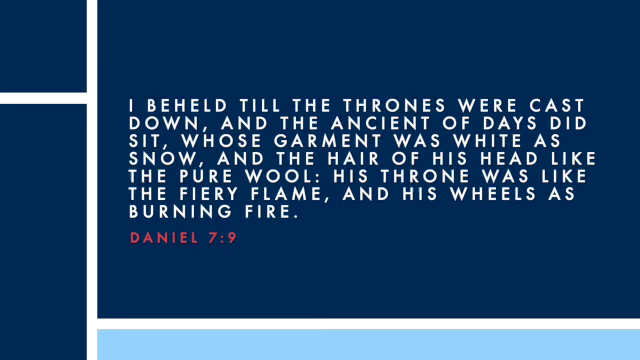 I BEHELD TILL THE THRONES WERE CAST
DOWN, AND THE ANCIENT OF DAYS DID
SIT, WHOSE GARMENT WAS WHITE AS
SNOW, AND THE HAIR OF HIS HEAD LIKE
THE PURE WOOL: HIS THRONE WAS LIKE
THE FIERY FLAME, AND HIS WHEELS AS
BURNING FIRE.
DANIEL 7:9